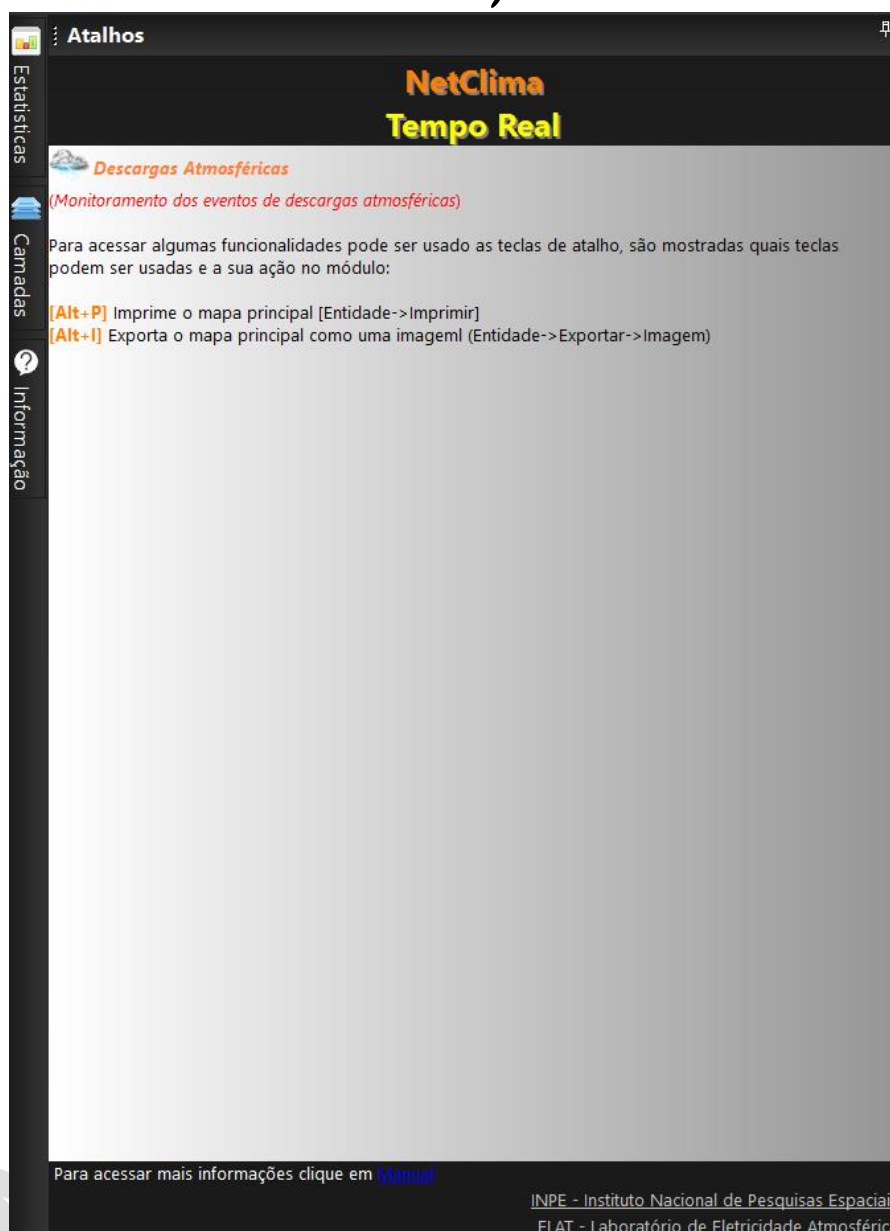 Atalhos
Estatisticas
Camadas
Informação
NetClima
Tempo Real
Descargas Atmosféricas
(Monitoramento dos eventos de descargas atmosféricas)
Para acessar algumas funcionalidades pode ser usado as teclas de atalho, são mostradas quais teclas
podem ser usadas e a sua ação no módulo:
[Alt+P] Imprime o mapa principal [Entidade->Imprimir]
[Alt+I] Exporta o mapa principal como uma imageml (Entidade->Exportar->Imagem)
Para acessar mais informações clique em Manual
INPE - Instituto Nacional de Pesquisas Espaciai
ELAT - Laboratório de Eletricidade Atmosféric